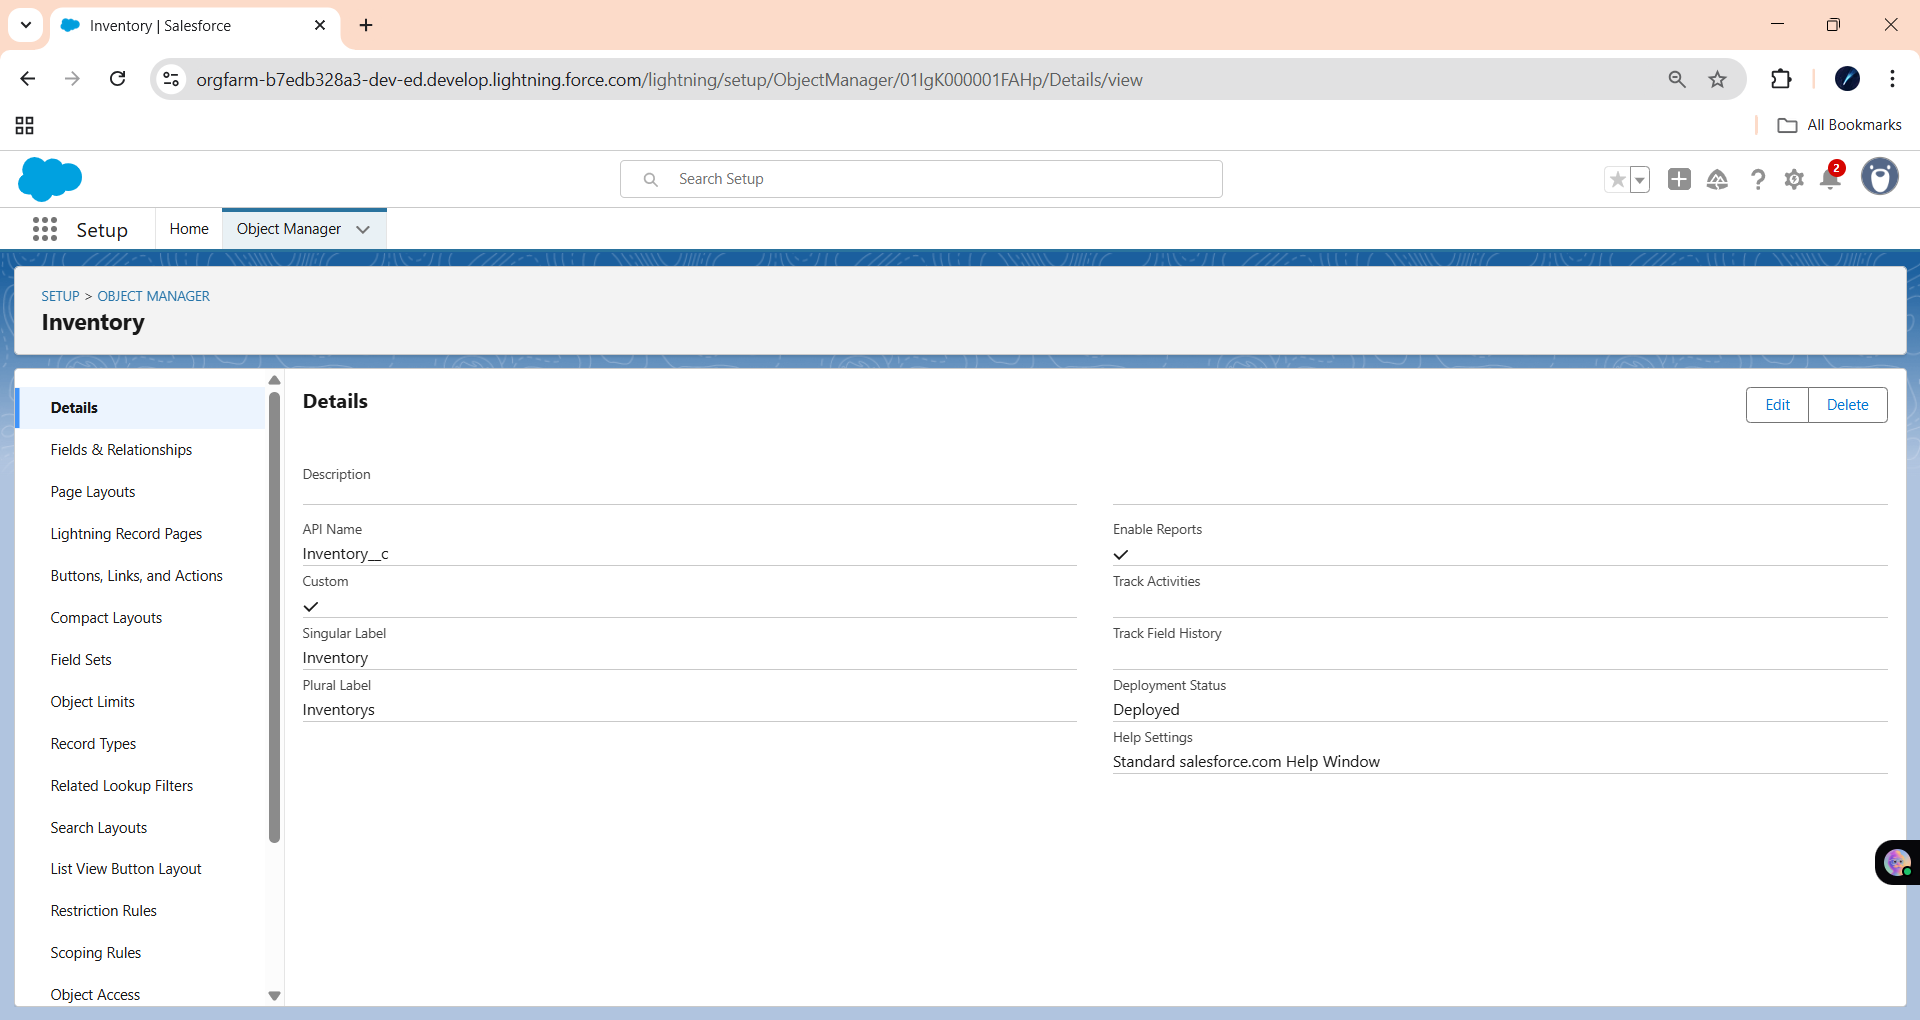 Inventory | Salesforce
orgfarm-b7edb328a3-dev-ed.develop.lightning.force.com/lightning/setup/ObjectManager/01IgK000001FAHp/Details/view
All Bookmarks
Search Setup
2
Setup
Home
Object Manager
SETUP > OBJECT MANAGER
Inventory
Details
Fields & Relationships
Page Layouts
Lightning Record Pages
Buttons, Links, and Actions
Compact Layouts
Field Sets
Object Limits
Record Types
Related Lookup Filters
Search Layouts
List View Button Layout
Restriction Rules
Scoping Rules
Object Access
Details
Edit
Delete
Description
API Name
Inventory__c
Custom
Singular Label
Inventory
Plural Label
Inventorys
Enable Reports
Track Activities
Track Field History
Deployment Status
Deployed
Help Settings
Standard salesforce.com Help Window